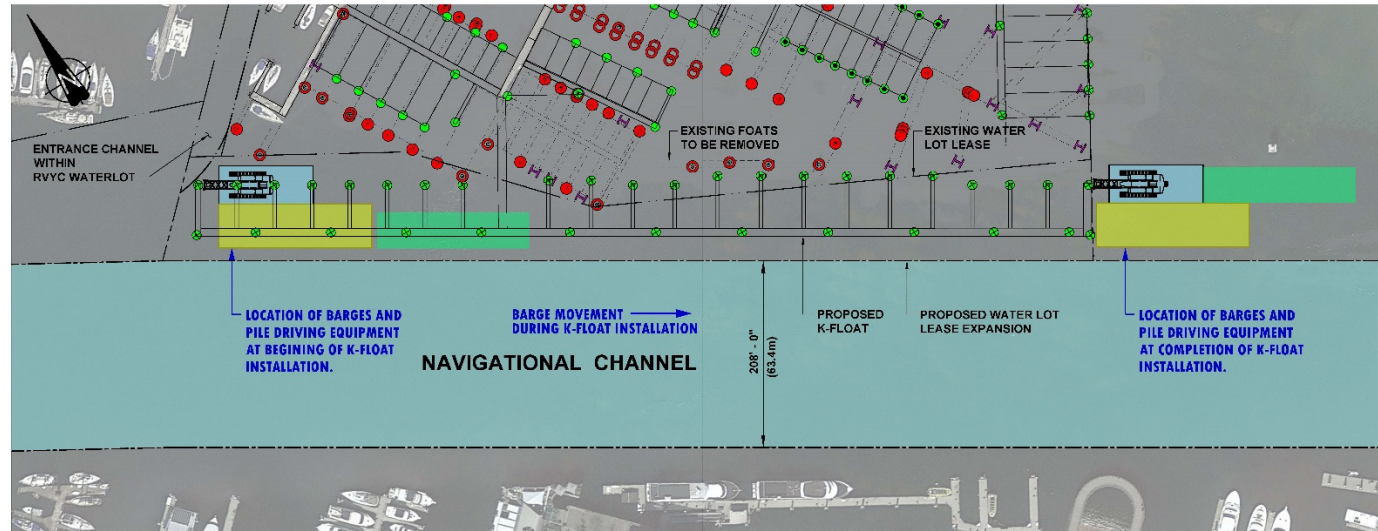 N
ENTRANCE CHANNEL
WITHIN
RVYC WATERLOT
EXISTING FOATS
TO BE REMOVED
EXISTING WATER
LOT LEASE
LOCATION OF BARGES AND
PILE DRIVING EQUIPMENT
AT BEGINING OF K-FLOAT
INSTALLATION.
BARGE MOVEMENT
DURING K-FLOAT INSTALLATION
NAVIGATIONAL CHANNEL
208' - 0"
(63.4m)
PROPOSED
K-FLOAT
PROPOSED WATER LOT
LEASE EXPANSION
LOCATION OF BARGES AND
PILE DRIVING EQUIPMENT
AT COMPLETION OF K-FLOAT
INSTALLATION.